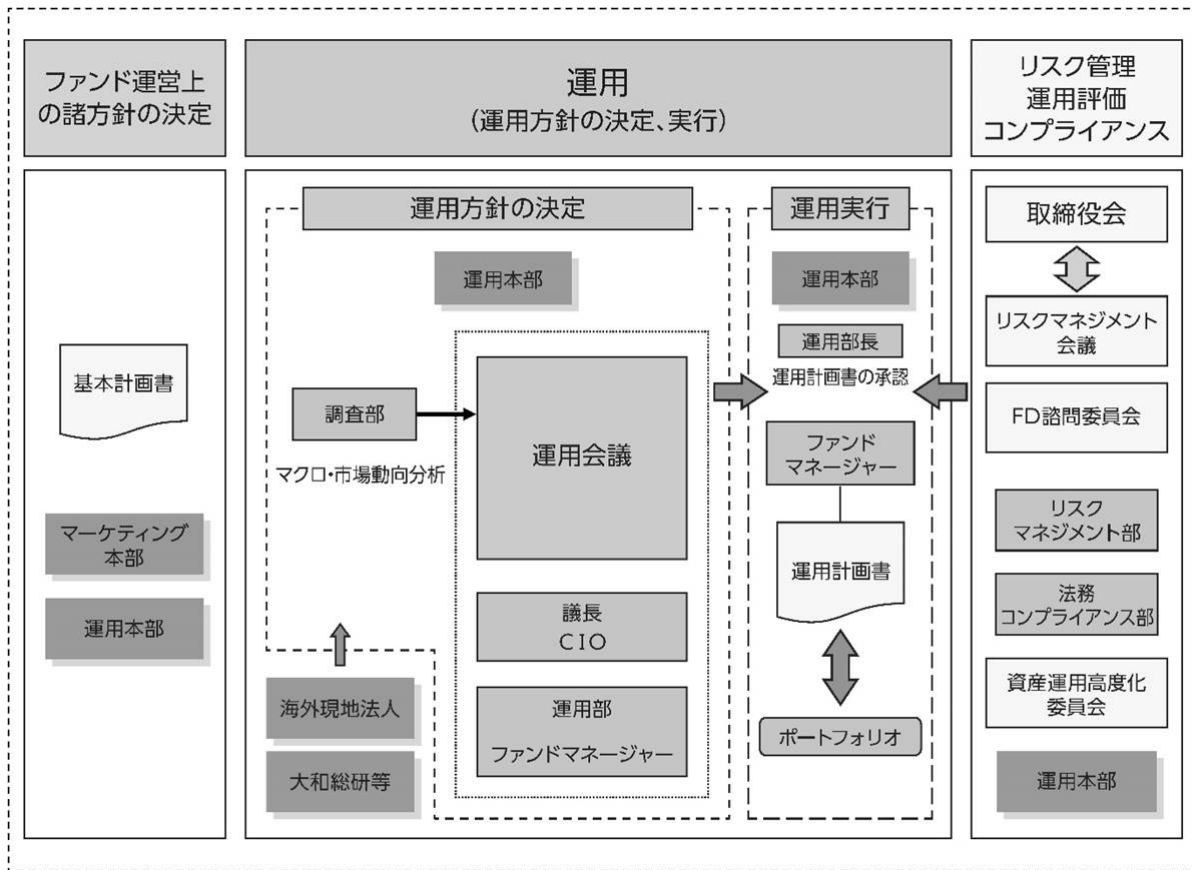 ファンド運営上
の諸方針の決定
運用
(運用方針の決定、実行)
リスク管理
運用評価
コンプライアンス
基本計画書
マーケティング
本部
運用本部
運用方針の決定
運用本部
調査部
マクロ・市場動向分析
運用会議
議長
CIO
運用部
ファンドマネージャー
海外現地法人
大和総研等
運用実行
運用本部
運用部長
運用計画書の承認
ファンド
マネージャー
運用計画書
ポートフォリオ
取締役会
リスクマネジメント
会議
FD諮問委員会
リスク
マネジメント部
法務
コンプライアンス部
資産運用高度化
委員会
運用本部